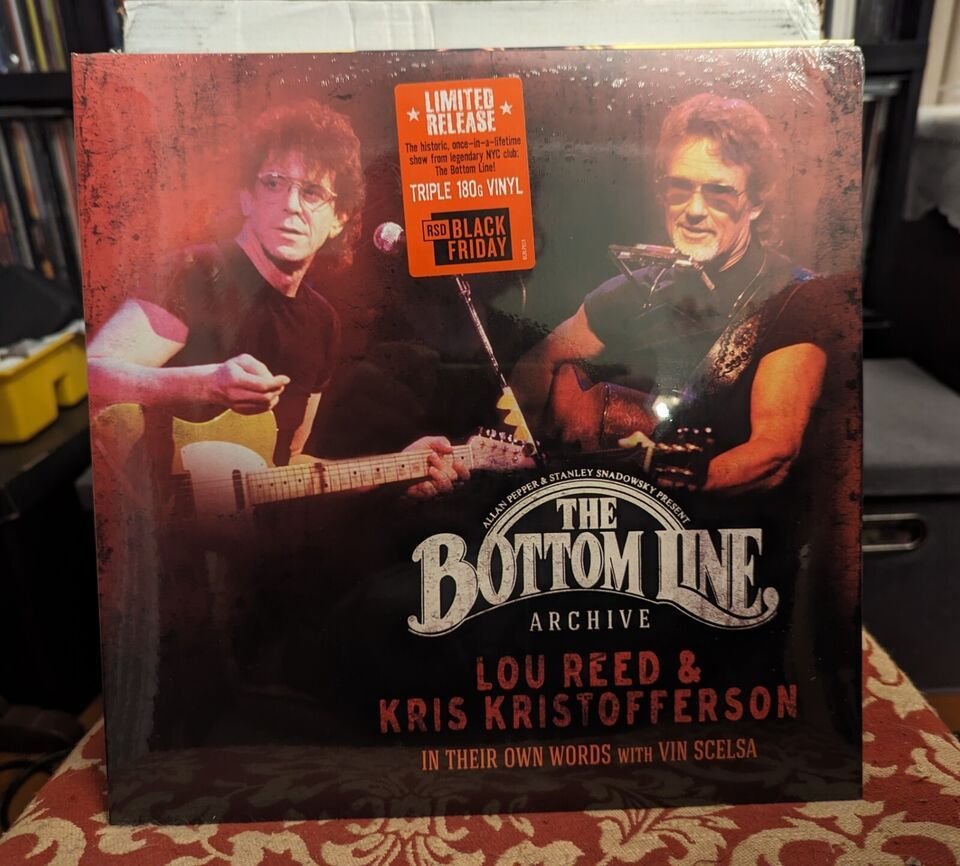 LIMITED
RELEASE
The historic, once-in-a-lifetime
show from legendary NYC club:
The Bottom Line!
TRIPLE 180G VINYL
RSD BLACK
FRIDAY
ALLAN PEPPER & STANLEY SNADOWSKY PRESENT
THE
BOTTOM LINE
ARCHIVE
LOU REED &
KRIS KRISTOFFERSON
IN THEIR OWN WORDS WITH VIN SCELSA